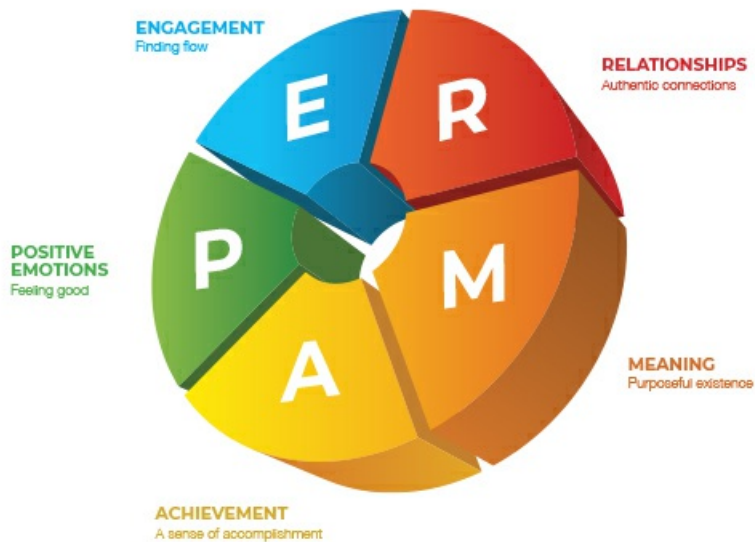 ENGAGEMENT
Finding flow
RELATIONSHIPS
Authentic connections
E
R
P
M
A
POSITIVE
EMOTIONS
Feeling good
MEANING
Purposeful existence
ACHIEVEMENT
A sense of accomplishment